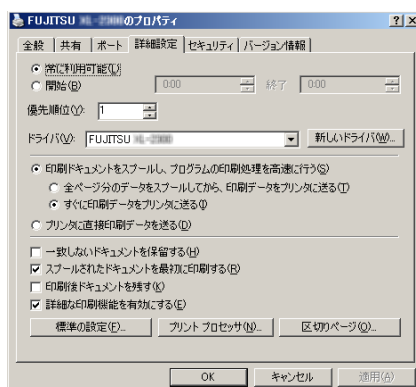 FUJITSU のプロパティ
全般 共有 ポート 詳細設定 セキュリティ バージョン情報
常に利用可能(L)
開始(B) 0:00 終了 0:00
優先順位(Y): 1
ドライバ(V): FUJITSU 新しいドライバ(W)...
印刷ドキュメントをスプールし、プログラムの印刷処理を高速に行う(S)
全ページ分のデータをスプールしてから、印刷データをプリンタに送る(T)
すぐに印刷データをプリンタに送る(I)
プリンタに直接印刷データを送る(D)
一致しないドキュメントを保留する(H)
スプールされたドキュメントを最初に印刷する(R)
印刷後ドキュメントを残す(K)
詳細な印刷機能を有効にする(E)
標準の設定(F)... プリント プロセッサ(N)... 区切りページ(O)...
OK キャンセル 適用(A)